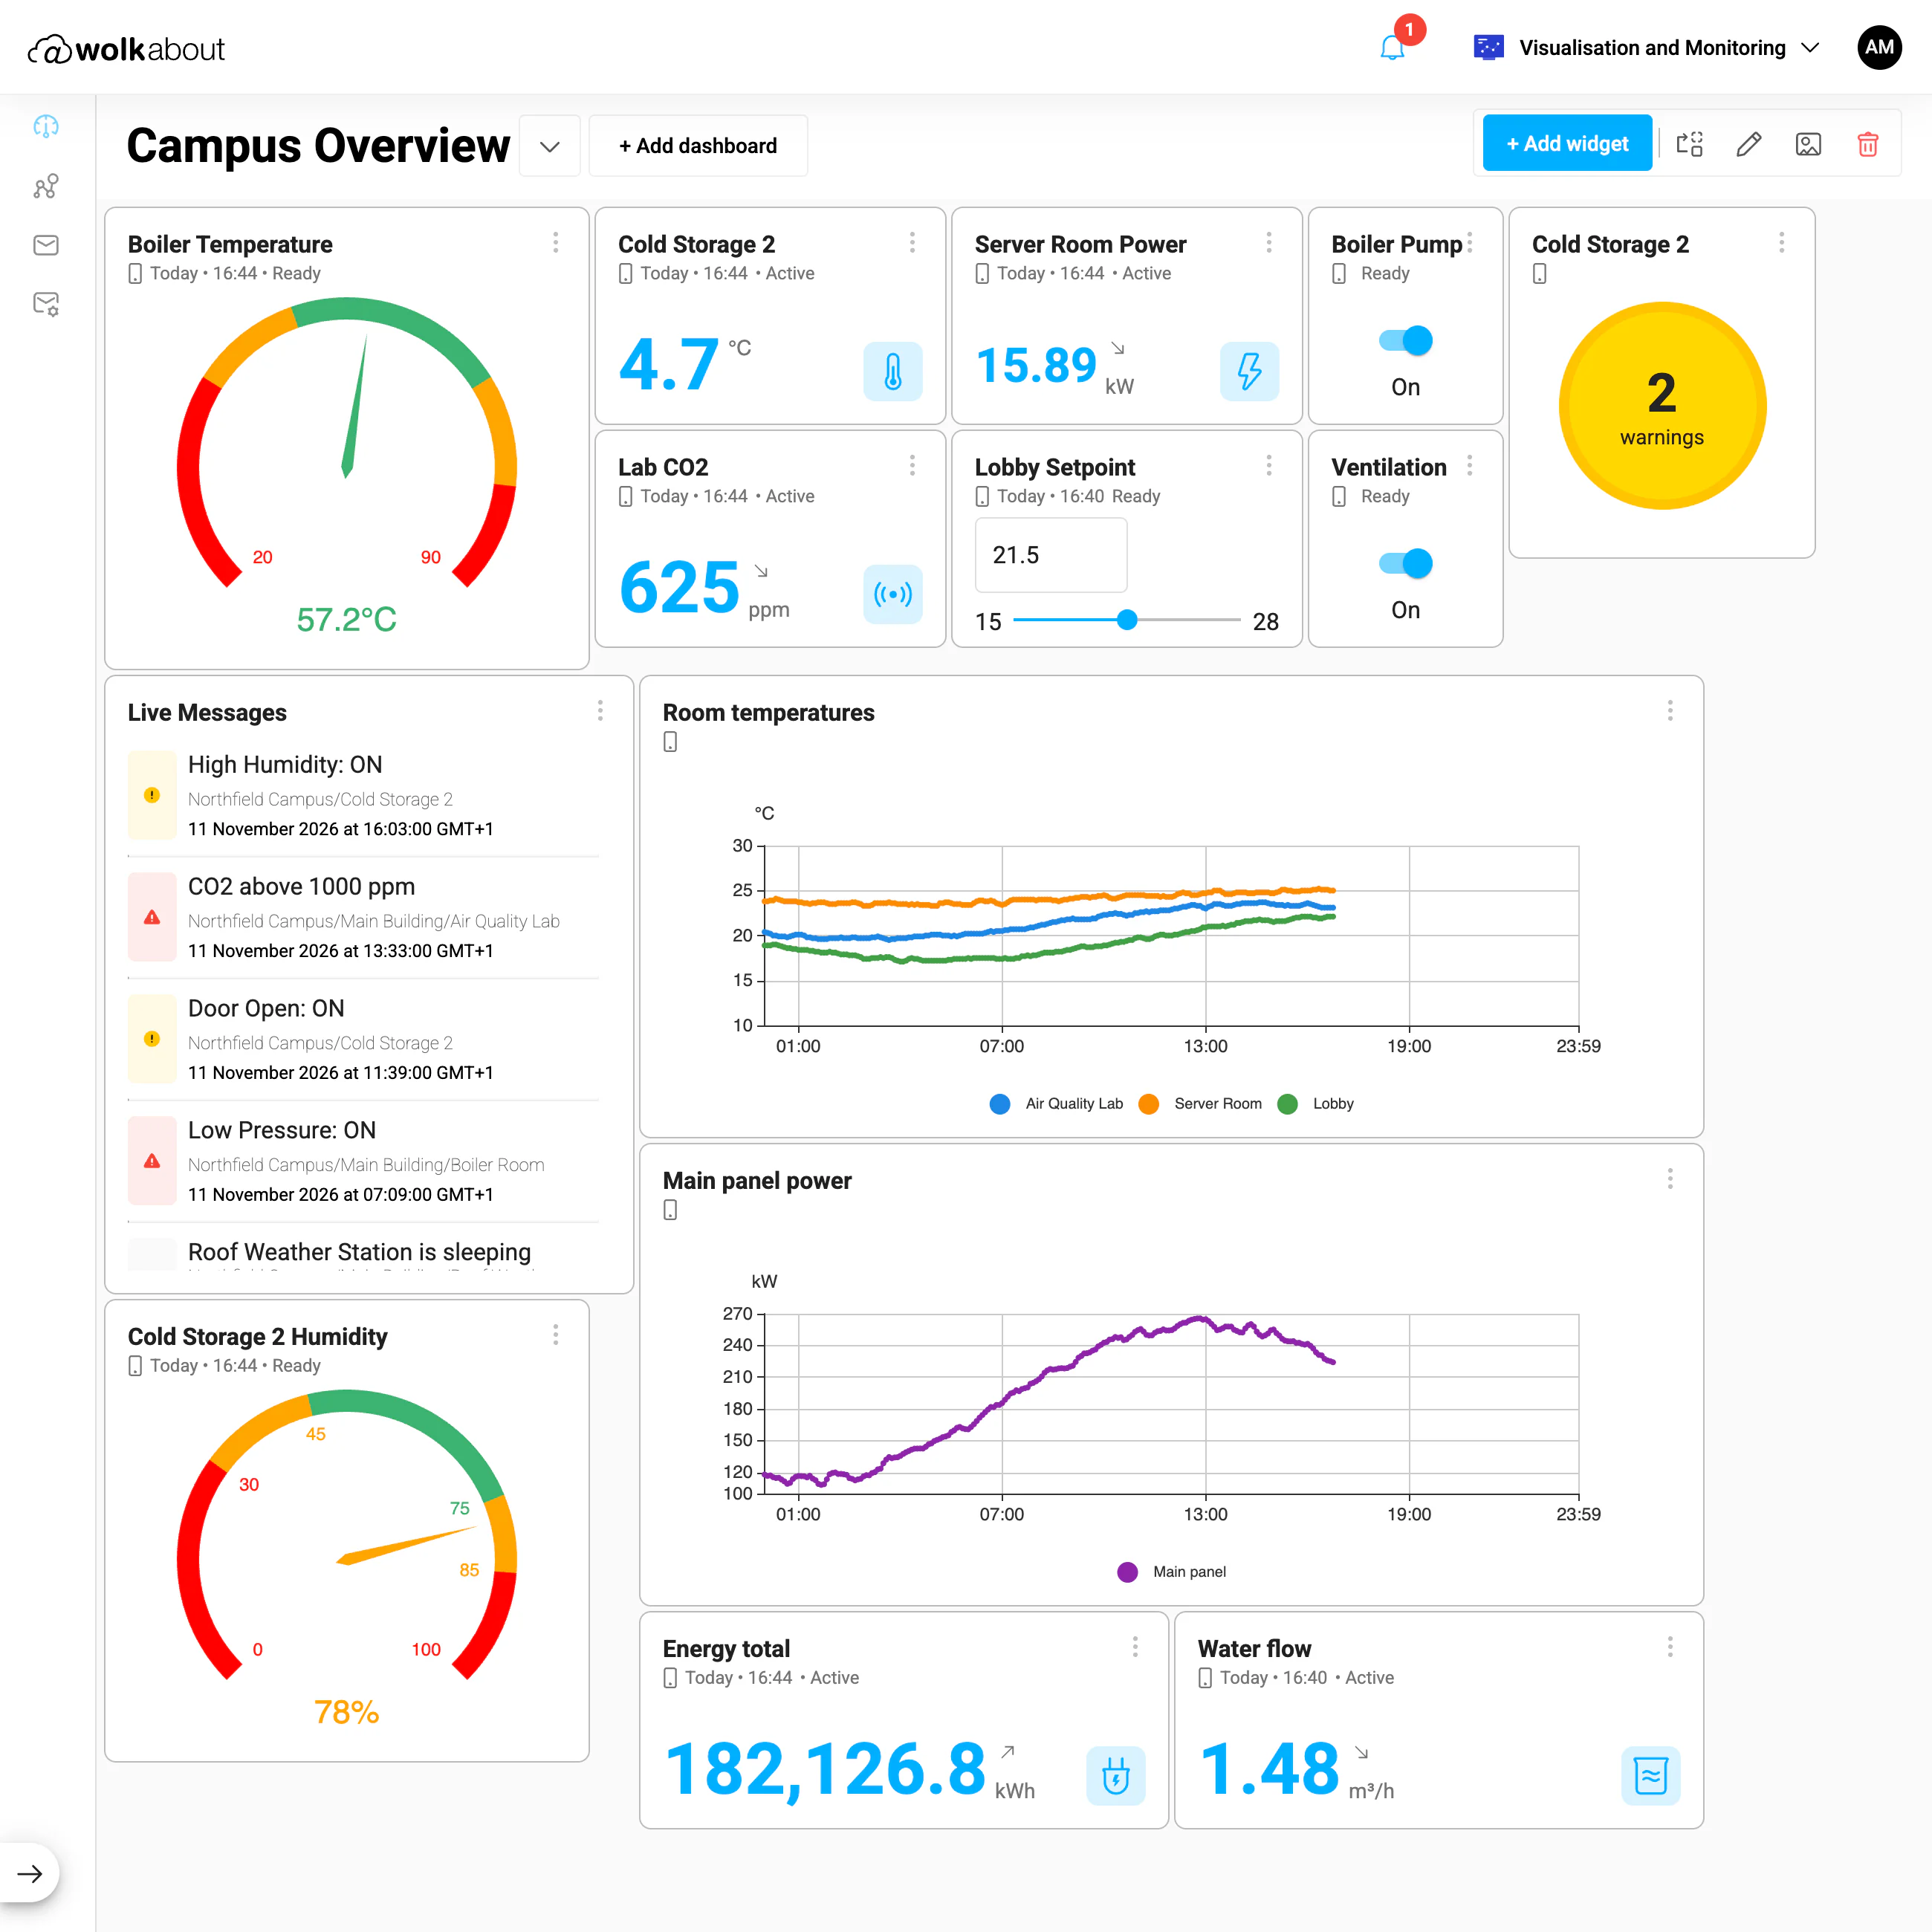 @wolkabout
1
Visualisation and Monitoring
AM
Campus Overview
+ Add dashboard
+ Add widget
Boiler Temperature
Today • 16:44 • Ready
20
90
57.2°C
Cold Storage 2
Today • 16:44 • Active
4.7 °C
Server Room Power
Today • 16:44 • Active
15.89 kW
Boiler Pump
Ready
On
Cold Storage 2
2
warnings
Lab CO2
Today • 16:44 • Active
625 ppm
Lobby Setpoint
Today • 16:40 Ready
21.5
15
28
Ventilation
Ready
On
Live Messages
High Humidity: ON
Northfield Campus/Cold Storage 2
11 November 2026 at 16:03:00 GMT+1
CO2 above 1000 ppm
Northfield Campus/Main Building/Air Quality Lab
11 November 2026 at 13:33:00 GMT+1
Door Open: ON
Northfield Campus/Cold Storage 2
11 November 2026 at 11:39:00 GMT+1
Low Pressure: ON
Northfield Campus/Main Building/Boiler Room
11 November 2026 at 07:09:00 GMT+1
Roof Weather Station is sleeping
Room temperatures
°C
30
25
20
15
10
01:00
07:00
13:00
19:00
23:59
Air Quality Lab
Server Room
Lobby
Main panel power
kW
270
240
210
180
150
120
100
01:00
07:00
13:00
19:00
23:59
Main panel
Cold Storage 2 Humidity
Today • 16:44 • Ready
45
30
75
85
0
100
78%
Energy total
Today • 16:44 • Active
182,126.8 kWh
Water flow
Today • 16:40 • Active
1.48 m³/h